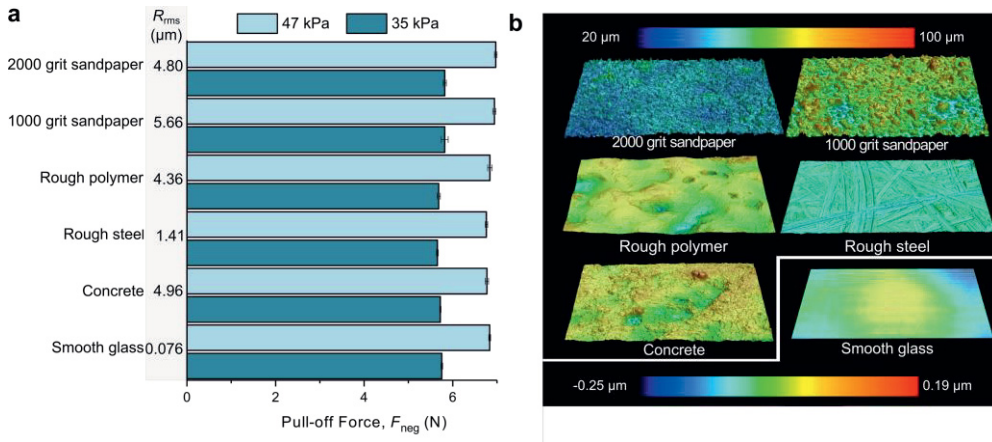 a
R_rms
(µm)
47 kPa
35 kPa
2000 grit sandpaper 4.80
1000 grit sandpaper 5.66
Rough polymer 4.36
Rough steel 1.41
Concrete 4.96
Smooth glass 0.076
0 2 4 6
Pull-off Force, F_neg (N)
b
20 µm 100 µm
2000 grit sandpaper 1000 grit sandpaper
Rough polymer Rough steel
Concrete Smooth glass
-0.25 µm 0.19 µm